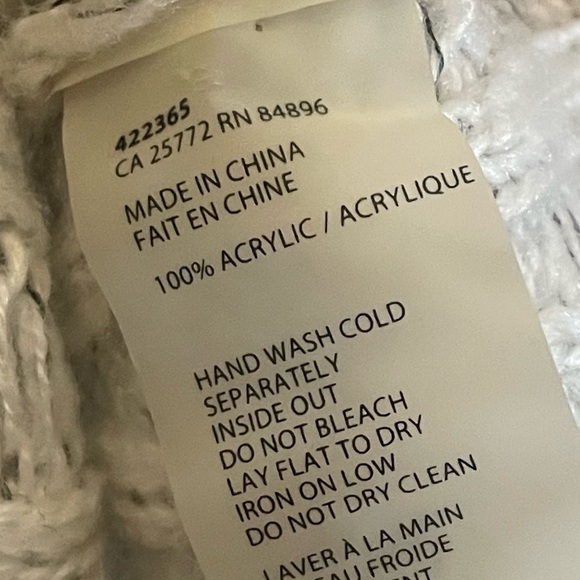 422365
CA 25772 RN 84896
MADE IN CHINA
FAIT EN CHINE
100% ACRYLIC / ACRYLIQUE
HAND WASH COLD
SEPARATELY
INSIDE OUT
DO NOT BLEACH
LAY FLAT TO DRY
IRON ON LOW
DO NOT DRY CLEAN
LAVER À LA MAIN
FROIDE